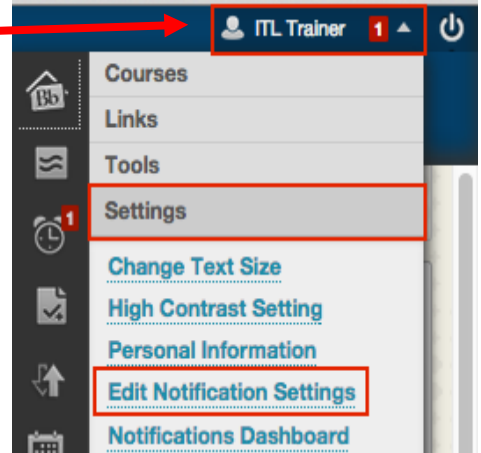 ITL Trainer 1
Bb
Courses
Links
Tools
1
Settings
Change Text Size
High Contrast Setting
Personal Information
Edit Notification Settings
Notifications Dashboard